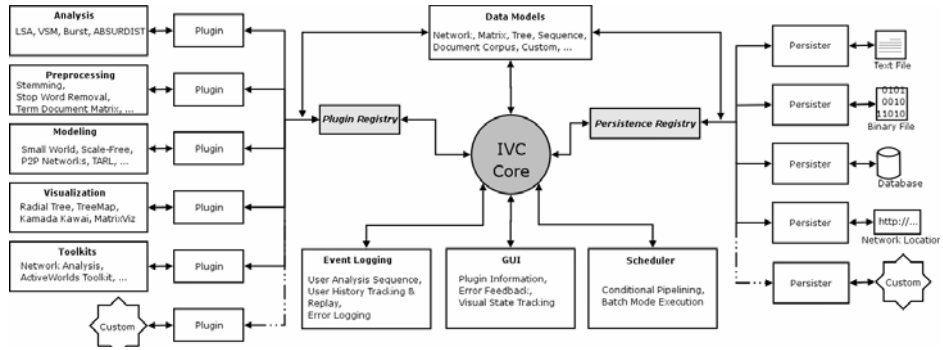 Analysis
LSA, VSM, Burst, ABSURDIST
Plugin
Preprocessing
Stemming,
Stop Word Removal,
Term Document Matrix, ...
Plugin
Modeling
Small World, Scale-Free,
P2P Networks, TARL, ...
Plugin
Visualization
Radial Tree, TreeMap,
Kamada Kawai, MatrixViz
Plugin
Toolkits
Network Analysis,
ActiveWorlds Toolkit, ...
Plugin
Custom
Plugin
Plugin Registry
Data Models
Network, Matrix, Tree, Sequence,
Document Corpus, Custom, ...
IVC
Core
Persistence Registry
Event Logging
User Analysis Sequence,
User History Tracking &
Replay,
Error Logging
GUI
Plugin Information,
Error Feedback,
Visual State Tracking
Scheduler
Conditional Pipelining,
Batch Mode Execution
Persister
Text File
Persister
0101
0010
11010
Binary File
Persister
Database
Persister
http://...
Network Location
Persister
Custom